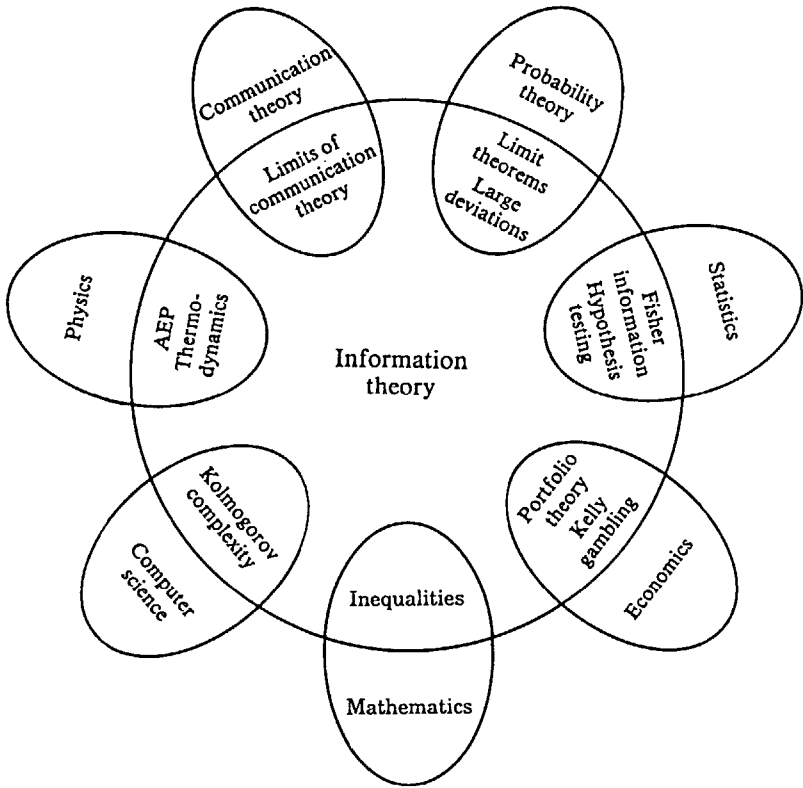 Communication
theory
Limits of
communication
theory
Probability
theory
Limit
theorems
Large
deviations
Physics
AEP
Thermo-
dynamics
Statistics
Fisher
information
Hypothesis
testing
Information
theory
Kolmogorov
complexity
Computer
science
Portfolio
theory
Kelly
gambling
Economics
Inequalities
Mathematics